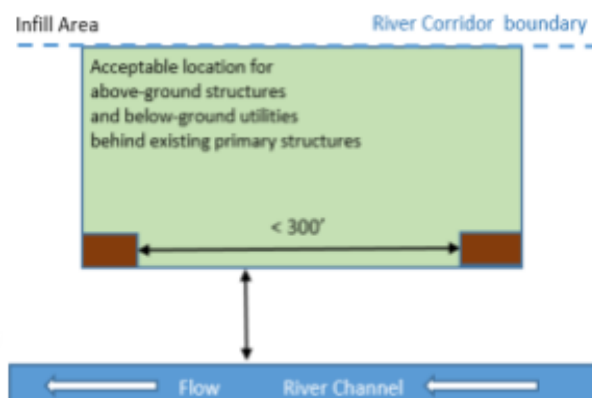 Infill Area
River Corridor boundary
Acceptable location for
above-ground structures
and below-ground utilities
behind existing primary structures
< 300'
Flow
River Channel